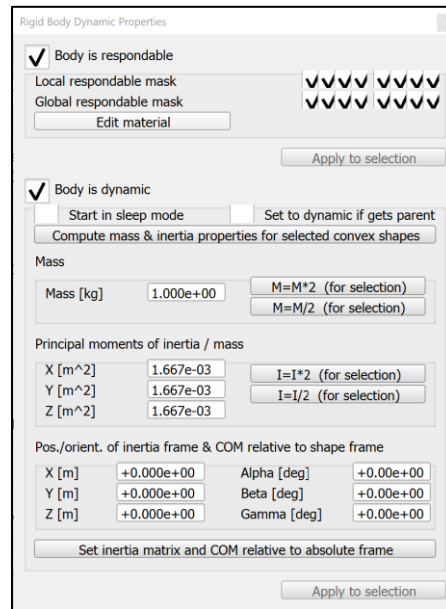 Rigid Body Dynamic Properties
Body is respondable
Local respondable mask
Global respondable mask
Edit material
Apply to selection
Body is dynamic
Start in sleep mode Set to dynamic if gets parent
Compute mass & inertia properties for selected convex shapes
Mass
Mass [kg] 1.000e+00 M=M*2 (for selection)
M=M/2 (for selection)
Principal moments of inertia / mass
X [m^2] 1.667e-03 I=I*2 (for selection)
Y [m^2] 1.667e-03 I=I/2 (for selection)
Z [m^2] 1.667e-03
Pos./orient. of inertia frame & COM relative to shape frame
X [m] +0.000e+00 Alpha [deg] +0.00e+00
Y [m] +0.000e+00 Beta [deg] +0.00e+00
Z [m] +0.000e+00 Gamma [deg] +0.00e+00
Set inertia matrix and COM relative to absolute frame
Apply to selection